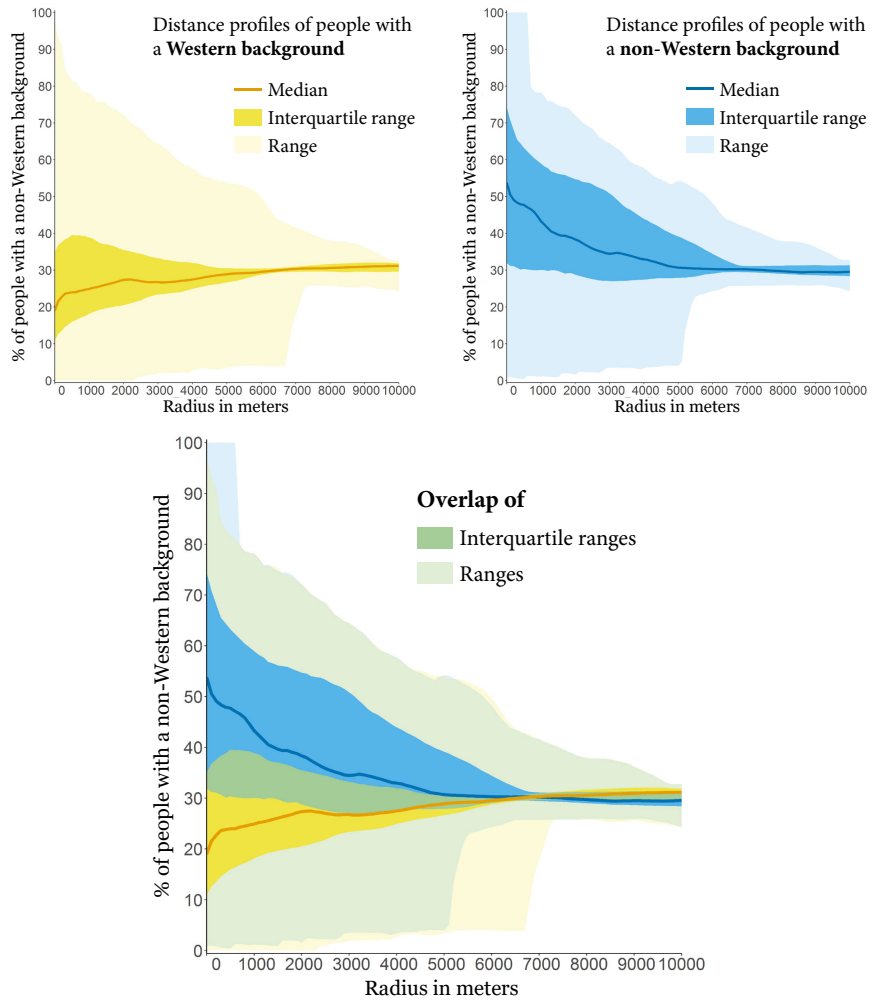 Distance profiles of people with
a Western background
Median
Interquartile range
Range
% of people with a non-Western background
100
90
80
70
60
50
40
30
20
10
0
0 1000 2000 3000 4000 5000 6000 7000 8000 9000 10000
Radius in meters
Distance profiles of people with
a non-Western background
Median
Interquartile range
Range
% of people with a non-Western background
100
90
80
70
60
50
40
30
20
10
0
0 1000 2000 3000 4000 5000 6000 7000 8000 9000 10000
Radius in meters
Overlap of
Interquartile ranges
Ranges
% of people with a non-Western background
100
90
80
70
60
50
40
30
20
10
0
0 1000 2000 3000 4000 5000 6000 7000 8000 9000 10000
Radius in meters